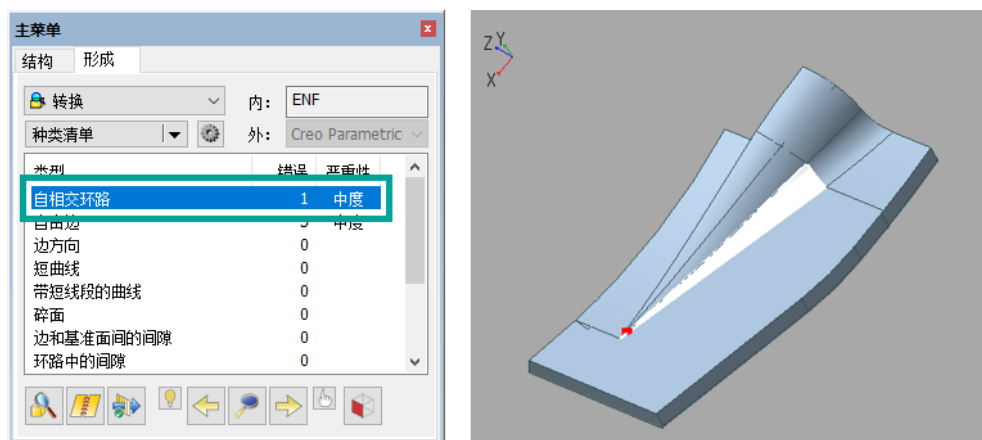 主菜单
结构 形成
转换 内： ENF
种类清单 外： Creo Parametric
类型 错误 严重性
自相交环路 1 中度
自由边 3 中度
边方向 0
短曲线 0
带短线段的曲线 0
碎面 0
边和基准面间的间隙 0
环路中的间隙 0
Z Y
X